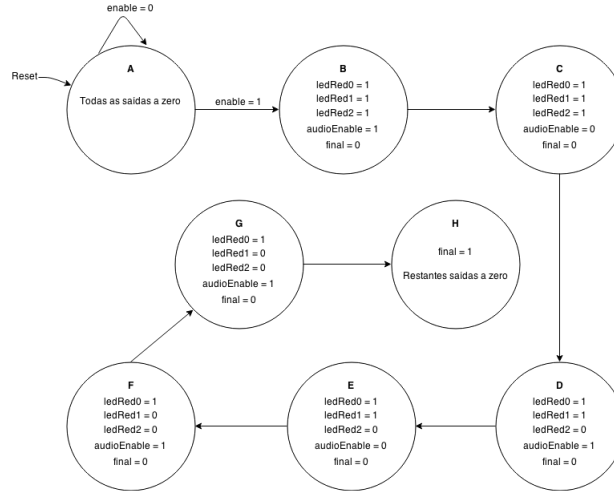 enable = 0
Reset
A
Todas as saídas a zero
enable = 1
B
ledRed0 = 1
ledRed1 = 1
ledRed2 = 1
audioEnable = 1
final = 0
C
ledRed0 = 1
ledRed1 = 1
ledRed2 = 1
audioEnable = 0
final = 0
G
ledRed0 = 1
ledRed1 = 0
ledRed2 = 0
audioEnable = 1
final = 0
H
final = 1
Restantes saídas a zero
F
ledRed0 = 1
ledRed1 = 0
ledRed2 = 0
audioEnable = 1
final = 0
E
ledRed0 = 1
ledRed1 = 1
ledRed2 = 0
audioEnable = 0
final = 0
D
ledRed0 = 1
ledRed1 = 1
ledRed2 = 0
audioEnable = 1
final = 0